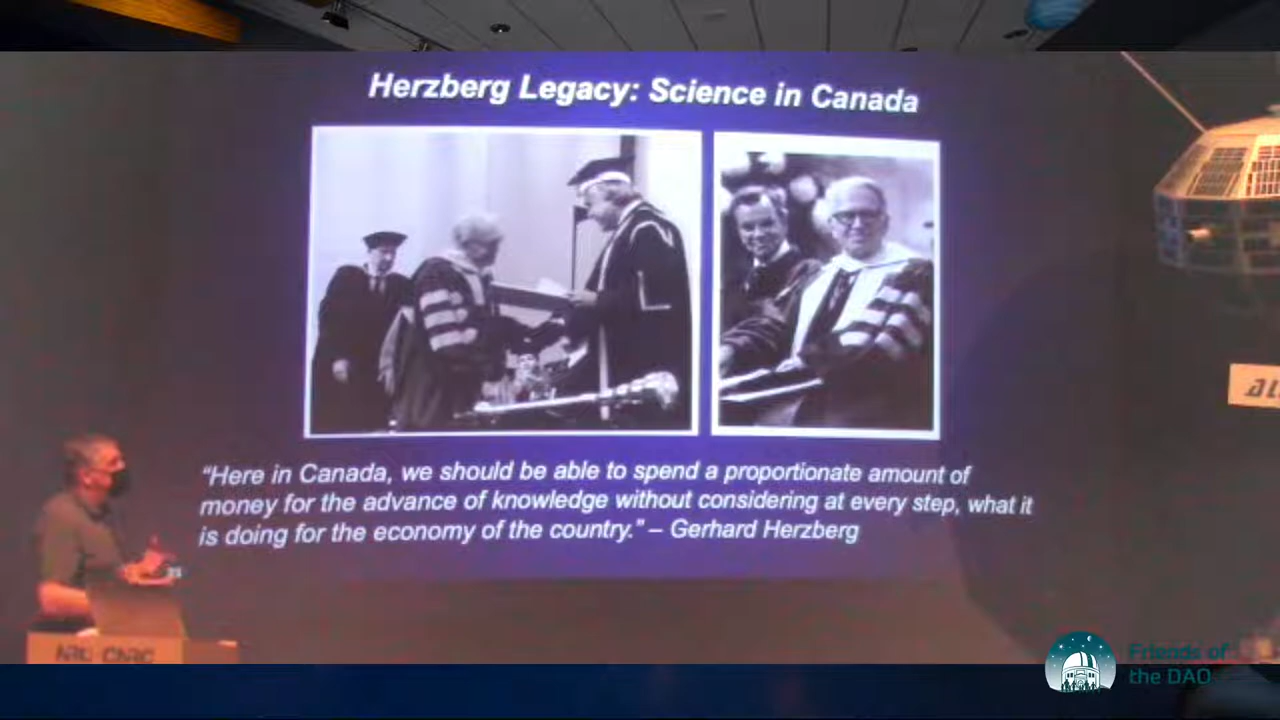 Herzberg Legacy: Science in Canada
“Here in Canada, we should be able to spend a proportionate amount of
money for the advance of knowledge without considering at every step, what it
is doing for the economy of the country.” – Gerhard Herzberg
NRC CNRC
Friends of
the DAO